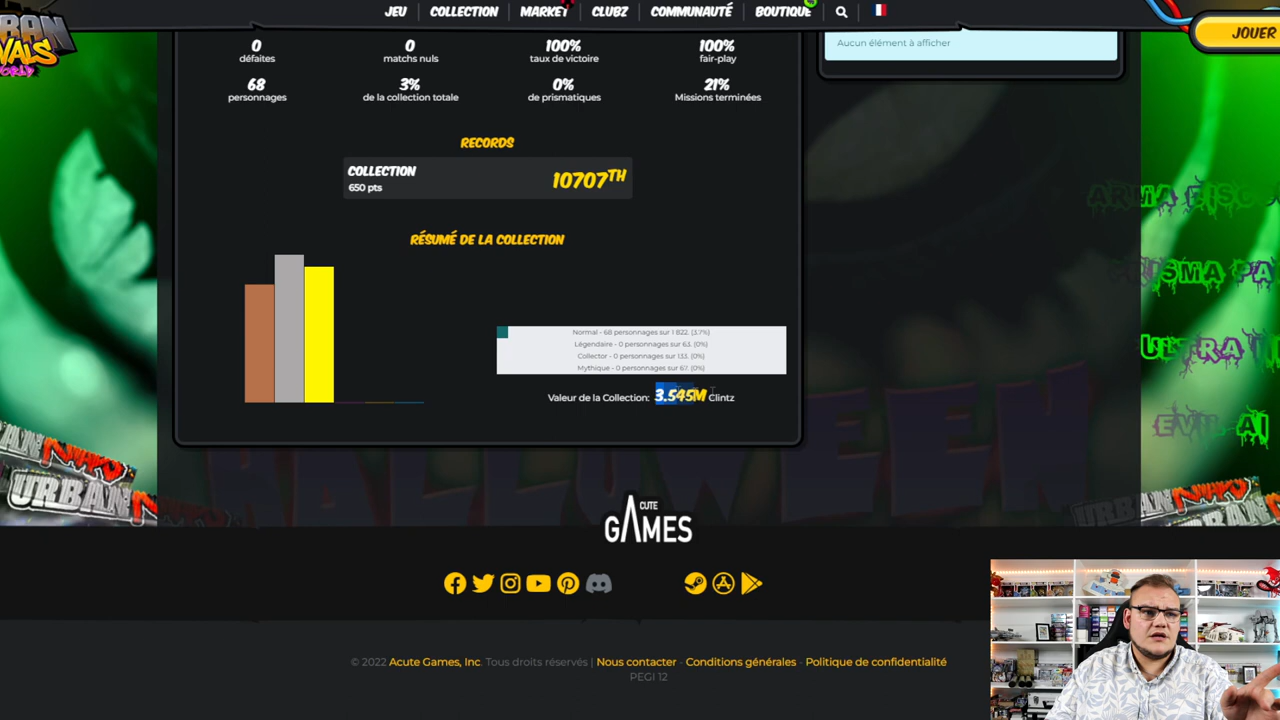 JEU COLLECTION MARKET CLUBZ COMMUNAUTÉ BOUTIQUE
JOUER
0
défaites
0
matchs nuls
100%
taux de victoire
100%
fair-play
68
personnages
3%
de la collection totale
0%
de prismatiques
21%
Missions terminées
Aucun élément à afficher
RECORDS
COLLECTION
650 pts
10707TH
RÉSUMÉ DE LA COLLECTION
Normal - 68 personnages sur 1 822. (3.7%)
Légendaire - 0 personnages sur 63. (0%)
Collector - 0 personnages sur 133. (0%)
Mythique - 0 personnages sur 67. (0%)
Valeur de la Collection: 3.545M Clintz
HALLOWEEN
ULTRA
URBAN
CUTE
GAMES
© 2022 Acute Games, Inc. Tous droits réservés | Nous contacter - Conditions générales - Politique de confidentialité
PEGI 12